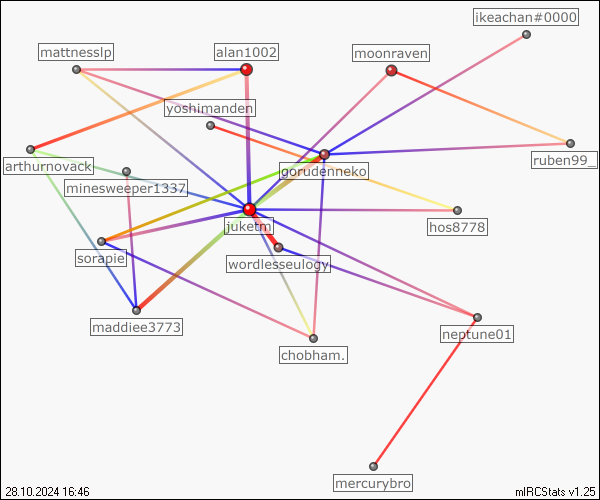 ikeachan#0000
mattnesslp
alan1002
moonraven
yoshimanden
arthurnovack
minesweeper1337
gorudenneko
ruben99_
juketm
hos8778
sorapie
wordlesseulogy
maddiee3773
chobham.
neptune01
mercurybro
28.10.2024 16:46
mIRCStats v1.25